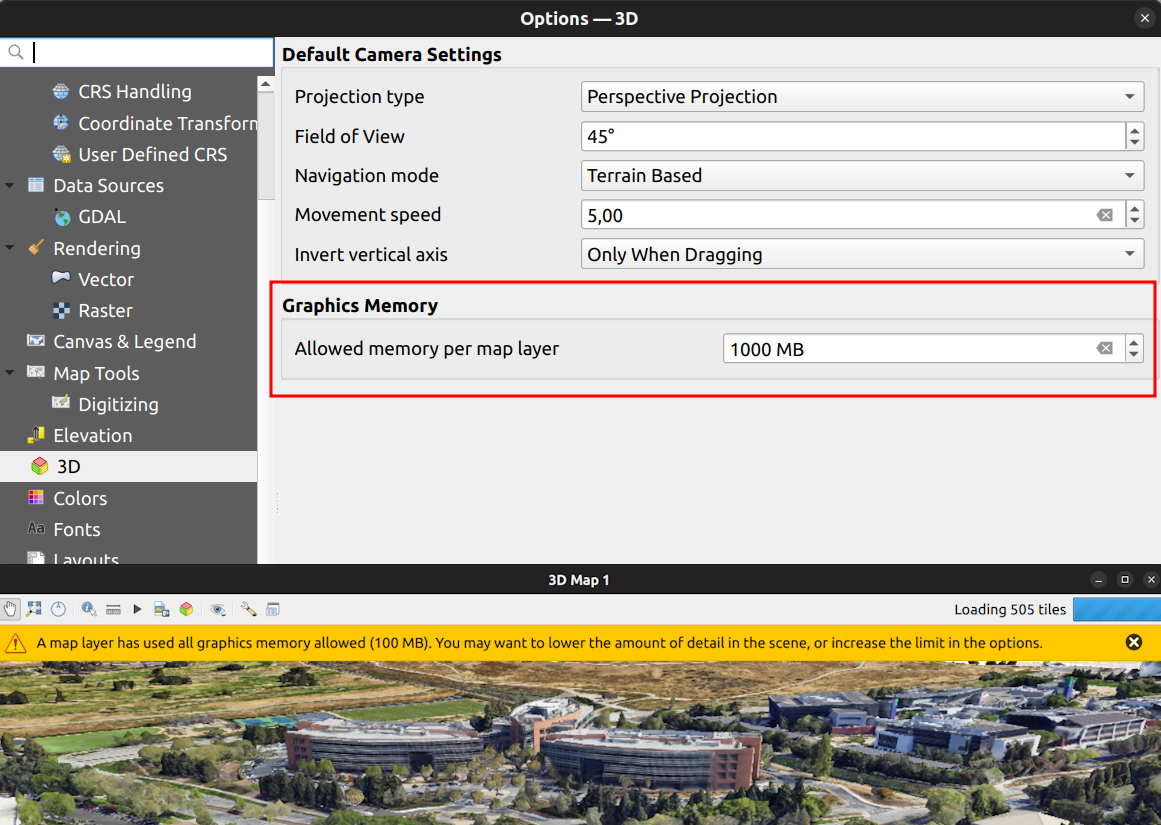 Options — 3D
CRS Handling
Coordinate Transforn
User Defined CRS
Data Sources
GDAL
Rendering
Vector
Raster
Canvas & Legend
Map Tools
Digitizing
Elevation
3D
Colors
Aa Fonts
Layouts
Default Camera Settings
Projection type Perspective Projection
Field of View 45°
Navigation mode Terrain Based
Movement speed 5,00
Invert vertical axis Only When Dragging
Graphics Memory
Allowed memory per map layer 1000 MB
3D Map 1
Loading 505 tiles
A map layer has used all graphics memory allowed (100 MB). You may want to lower the amount of detail in the scene, or increase the limit in the options.